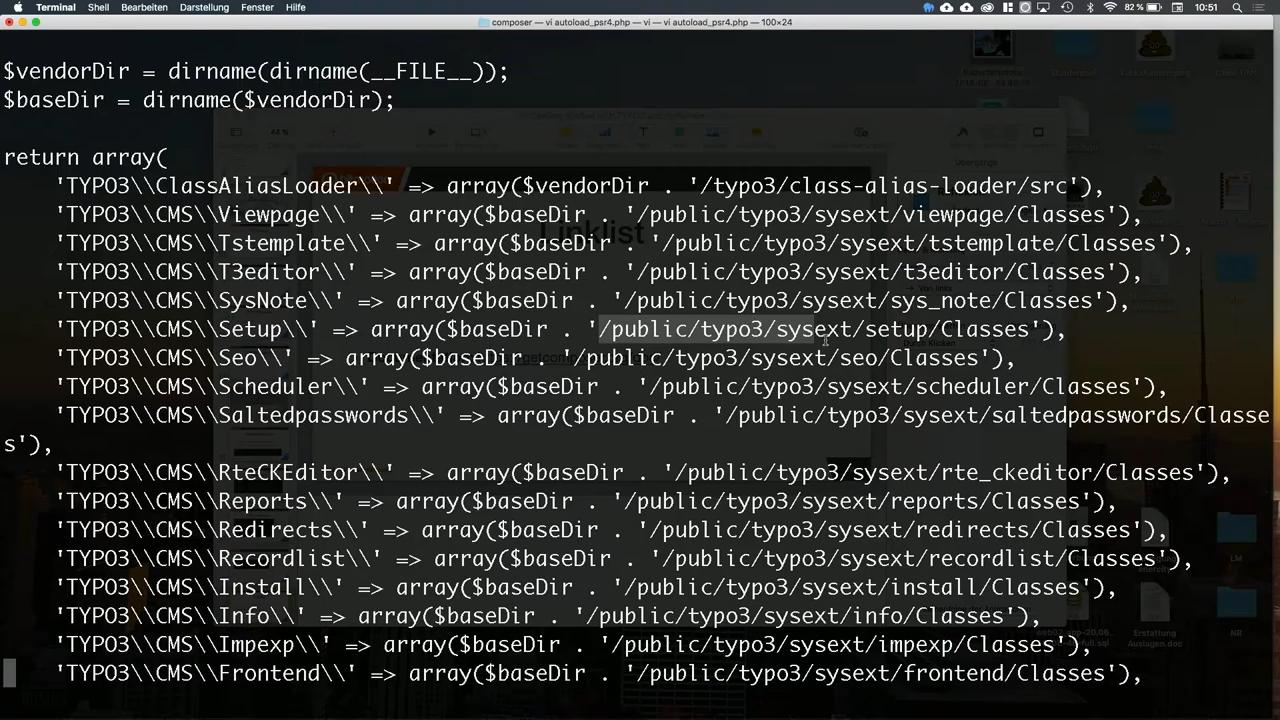 Terminal Shell Bearbeiten Darstellung Fenster Hilfe 82 % 10:51
composer — vi autoload_psr4.php — vi — vi autoload_psr4.php — 100×24
$vendorDir = dirname(dirname(__FILE__));
$baseDir = dirname($vendorDir);
return array(
'TYPO3\\ClassAliasLoader\\' => array($vendorDir . '/typo3/class-alias-loader/src'),
'TYPO3\\CMS\\Viewpage\\' => array($baseDir . '/public/typo3/sysext/viewpage/Classes'),
'TYPO3\\CMS\\Tstemplate\\' => array($baseDir . '/public/typo3/sysext/tstemplate/Classes'),
'TYPO3\\CMS\\T3editor\\' => array($baseDir . '/public/typo3/sysext/t3editor/Classes'),
'TYPO3\\CMS\\SysNote\\' => array($baseDir . '/public/typo3/sysext/sys_note/Classes'),
'TYPO3\\CMS\\Setup\\' => array($baseDir . '/public/typo3/sysext/setup/Classes'),
'TYPO3\\CMS\\Seo\\' => array($baseDir . '/public/typo3/sysext/seo/Classes'),
'TYPO3\\CMS\\Scheduler\\' => array($baseDir . '/public/typo3/sysext/scheduler/Classes'),
'TYPO3\\CMS\\Saltedpasswords\\' => array($baseDir . '/public/typo3/sysext/saltedpasswords/Classe
s'),
'TYPO3\\CMS\\RteCKEditor\\' => array($baseDir . '/public/typo3/sysext/rte_ckeditor/Classes'),
'TYPO3\\CMS\\Reports\\' => array($baseDir . '/public/typo3/sysext/reports/Classes'),
'TYPO3\\CMS\\Redirects\\' => array($baseDir . '/public/typo3/sysext/redirects/Classes'),
'TYPO3\\CMS\\Recordlist\\' => array($baseDir . '/public/typo3/sysext/recordlist/Classes'),
'TYPO3\\CMS\\Install\\' => array($baseDir . '/public/typo3/sysext/install/Classes'),
'TYPO3\\CMS\\Info\\' => array($baseDir . '/public/typo3/sysext/info/Classes'),
'TYPO3\\CMS\\Impexp\\' => array($baseDir . '/public/typo3/sysext/impexp/Classes'),
'TYPO3\\CMS\\Frontend\\' => array($baseDir . '/public/typo3/sysext/frontend/Classes'),
44 %
Übergänge
Linklist
Von links
LM
NR
Erstattung
Auslagen.doc